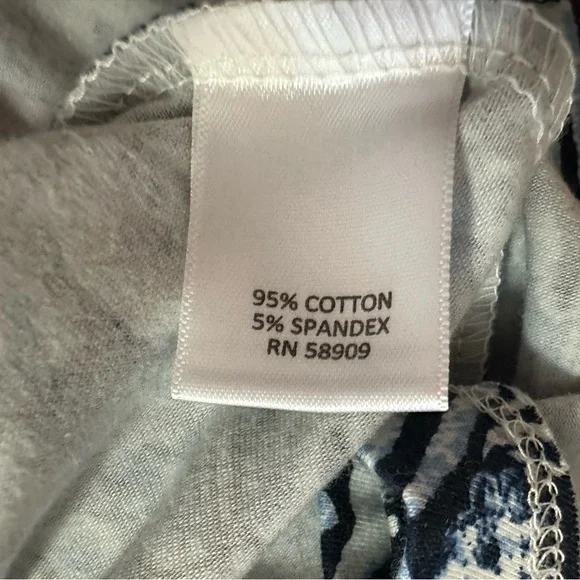 95% COTTON
5% SPANDEX
RN 58909